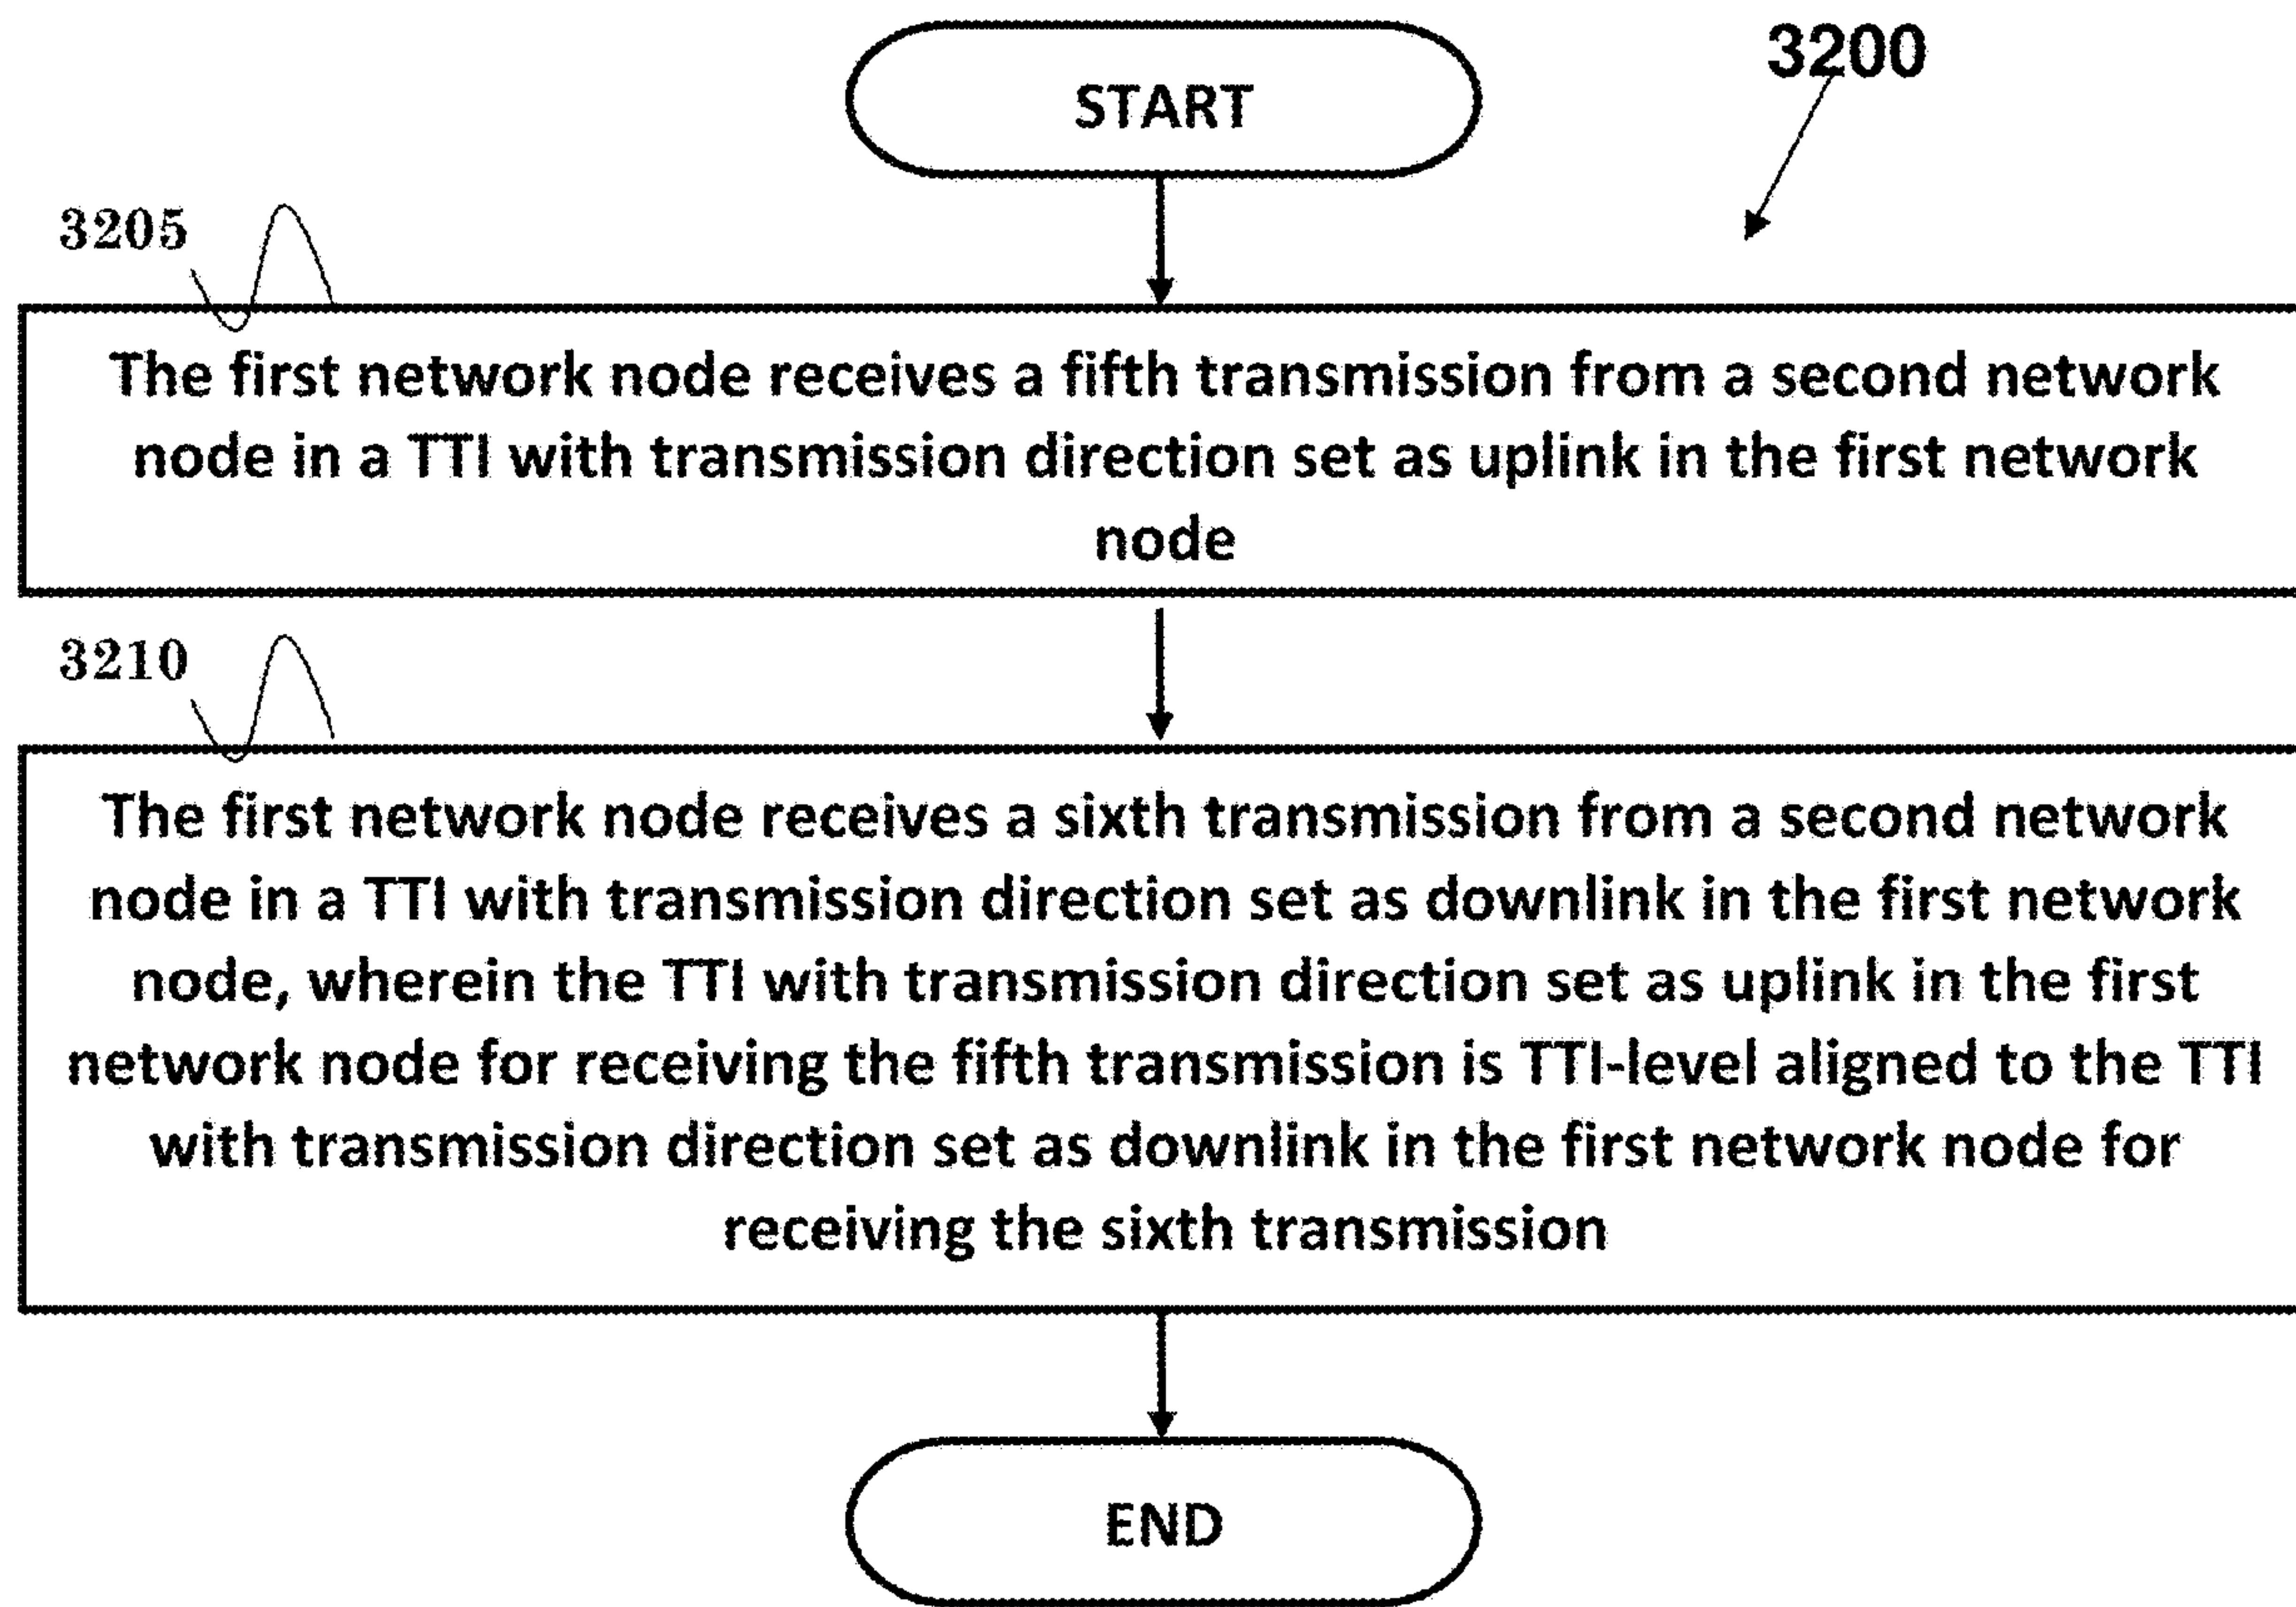 START
3200
3205
The first network node receives a fifth transmission from a second network
node in a TTI with transmission direction set as uplink in the first network
node
3210
The first network node receives a sixth transmission from a second network
node in a TTI with transmission direction set as downlink in the first network
node, wherein the TTI with transmission direction set as uplink in the first
network node for receiving the fifth transmission is TTI-level aligned to the TTI
with transmission direction set as downlink in the first network node for
receiving the sixth transmission
END